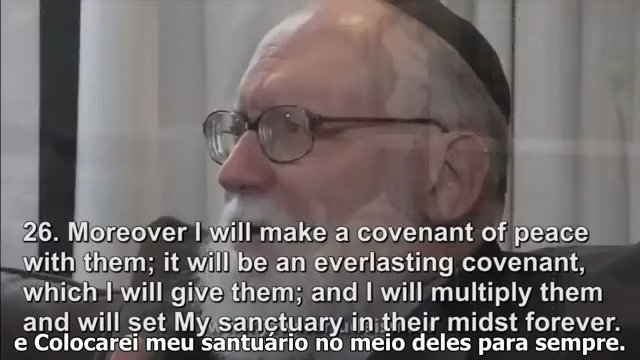 26. Moreover I will make a covenant of peace
with them; it will be an everlasting covenant,
which I will give them; and I will multiply them
and will set My sanctuary in their midst forever.
e Colocarei meu santuário no meio deles para sempre.